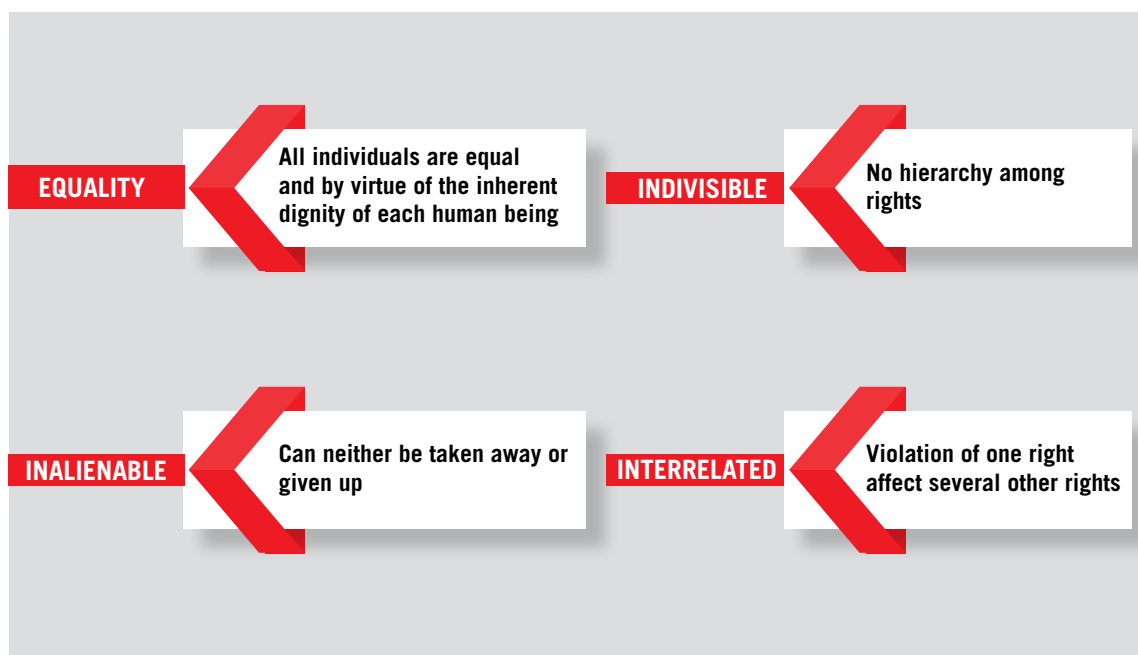 EQUALITY
All individuals are equal
and by virtue of the inherent
dignity of each human being
INDIVISIBLE
No hierarchy among
rights
INALIENABLE
Can neither be taken away or
given up
INTERRELATED
Violation of one right
affect several other rights